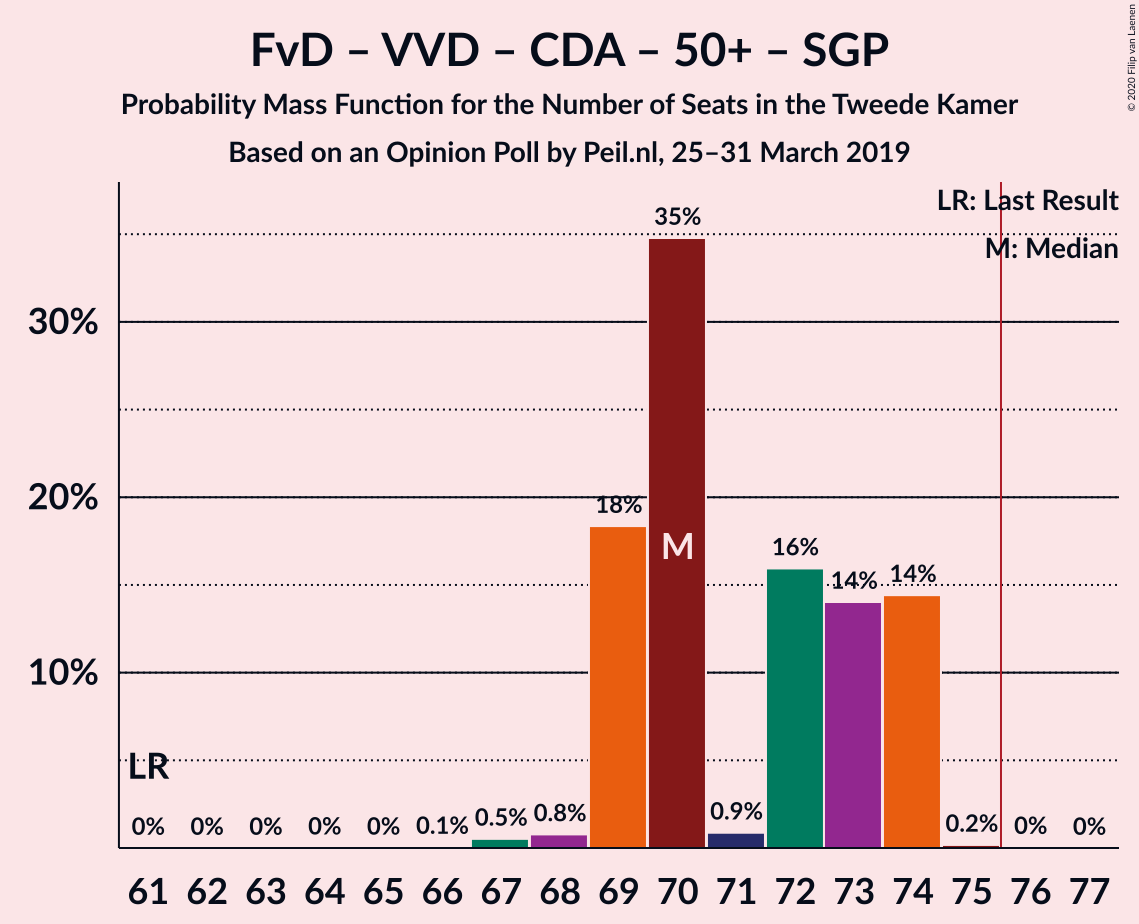 FvD – VVD – CDA – 50+ – SGP
Probability Mass Function for the Number of Seats in the Tweede Kamer
Based on an Opinion Poll by Peil.nl, 25–31 March 2019
© 2020 Filip van Laenen
LR: Last Result
M: Median
35%
30%
20%
18%
M
16%
14%
14%
10%
LR
0%
0%
0%
0%
0%
0.1%
0.5%
0.8%
0.9%
0.2%
0%
0%
61 62 63 64 65 66 67 68 69 70 71 72 73 74 75 76 77